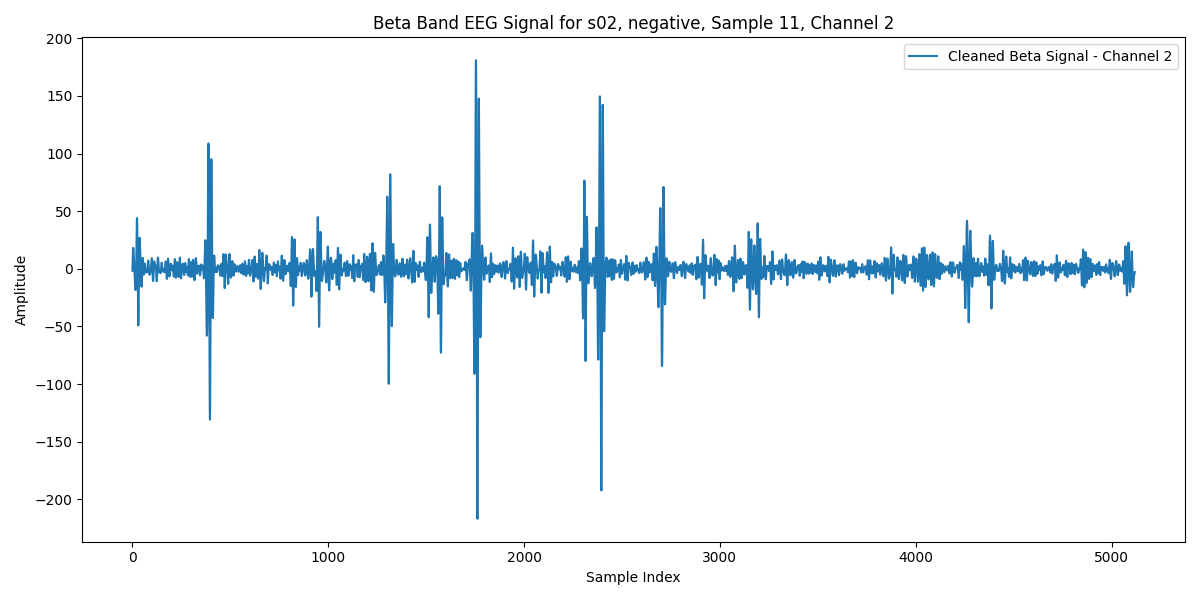 Beta Band EEG Signal for s02, negative, Sample 11, Channel 2
Cleaned Beta Signal - Channel 2
Amplitude
200
150
100
50
0
−50
−100
−150
−200
0 1000 2000 3000 4000 5000
Sample Index